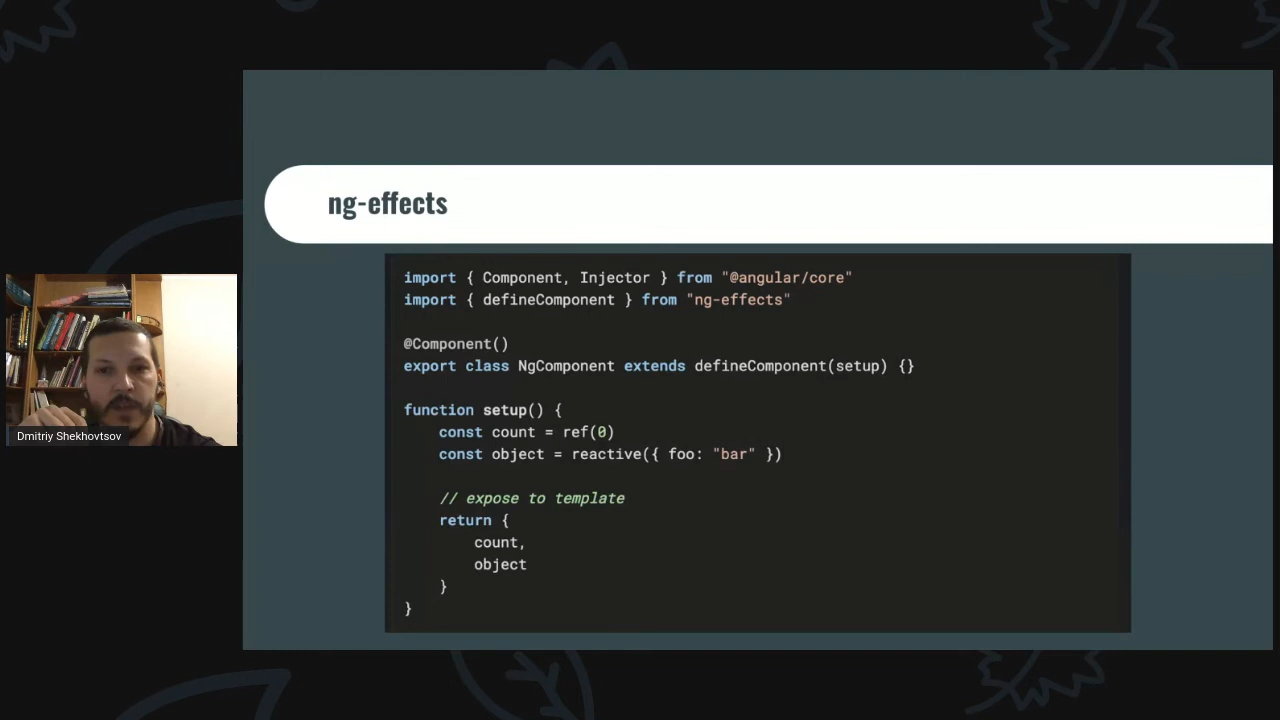 ng-effects
import { Component, Injector } from "@angular/core"
import { defineComponent } from "ng-effects"
@Component()
export class NgComponent extends defineComponent(setup) {}
function setup() {
    const count = ref(0)
    const object = reactive({ foo: "bar" })
    // expose to template
    return {
        count,
        object
    }
}
Dmitriy Shekhovtsov